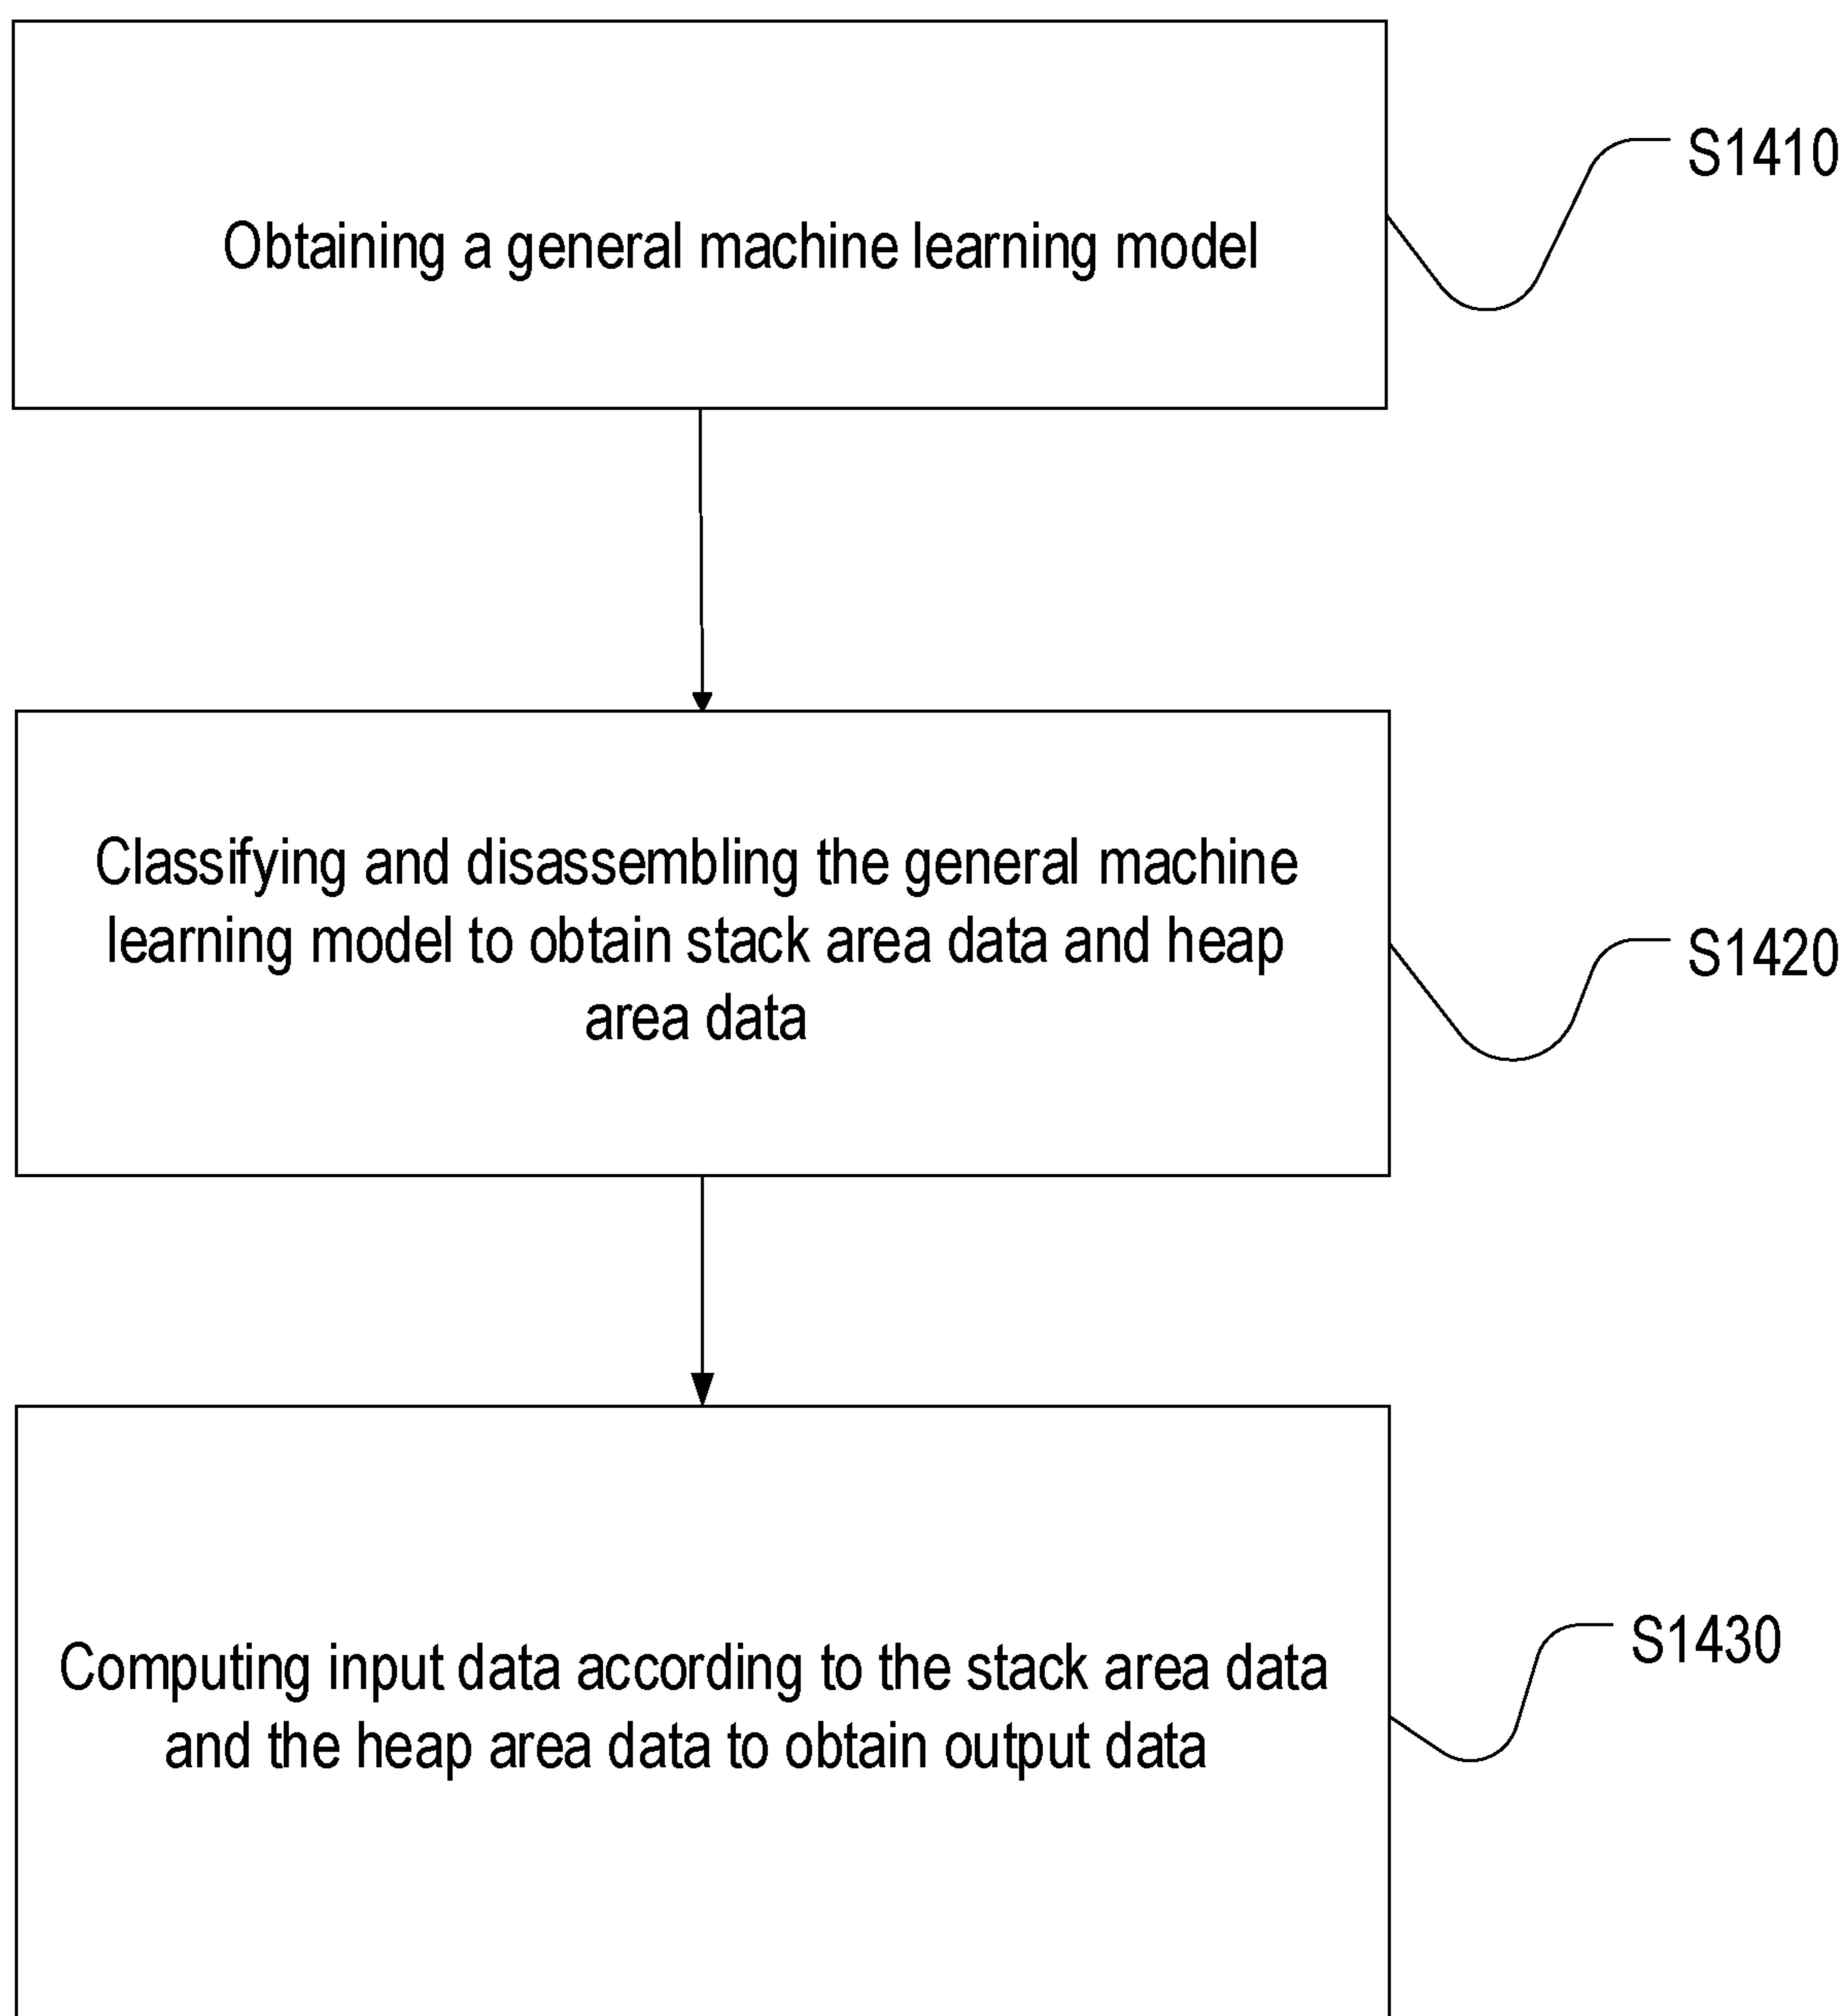 Obtaining a general machine learning model
S1410
Classifying and disassembling the general machine
learning model to obtain stack area data and heap
area data
S1420
Computing input data according to the stack area data
and the heap area data to obtain output data
S1430